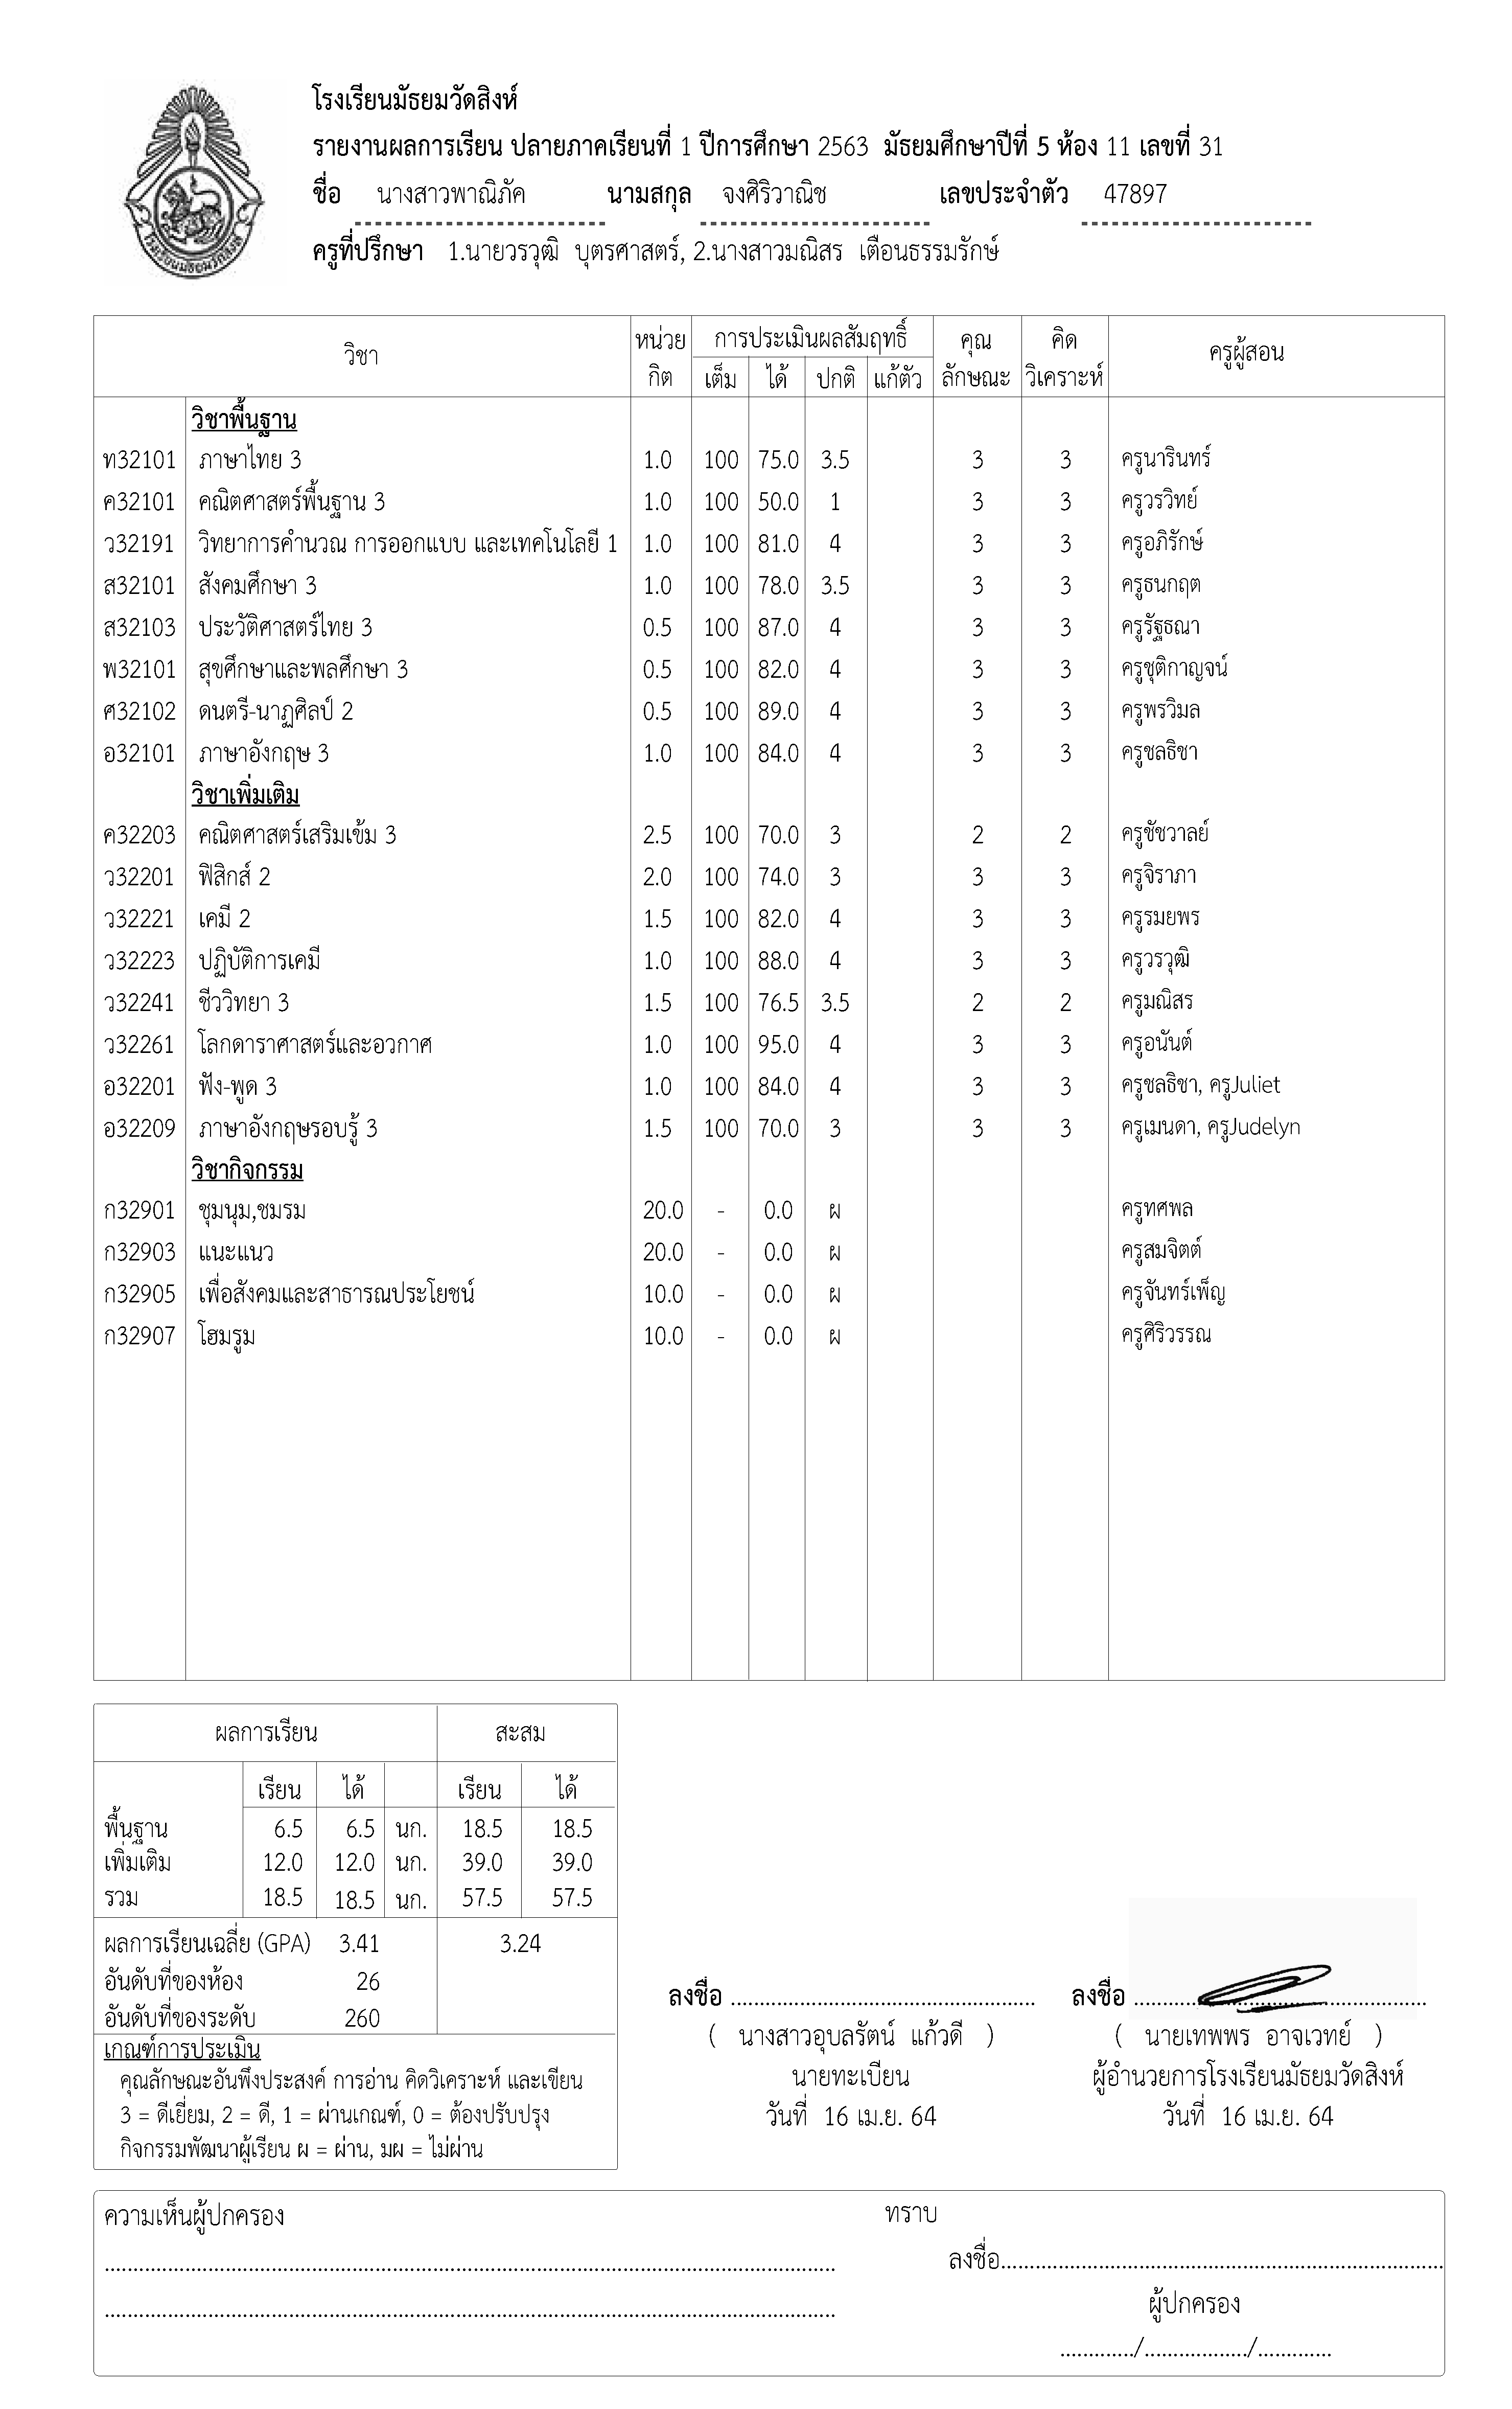 โรงเรียนมัธยมวัดสิงห์
รายงานผลการเรียน ปลายภาคเรียนที่ 1 ปีการศึกษา 2563 มัธยมศึกษาปีที่ 5 ห้อง 11 เลขที่ 31
ชื่อ นางสาวพาณิภัค นามสกุล จงศิริวาณิช เลขประจำตัว 47897
ครูที่ปรึกษา 1.นายวรวุฒิ บุตรศาสตร์, 2.นางสาวมณิสร เตือนธรรมรักษ์
โรงเรียนมัธยมวัดสิงห์
วิชา หน่วยกิต การประเมินผลสัมฤทธิ์ คุณลักษณะ คิดวิเคราะห์ ครูผู้สอน
เต็ม ได้ ปกติ แก้ตัว
วิชาพื้นฐาน
ท32101 ภาษาไทย 3 1.0 100 75.0 3.5 3 3 ครูนารินทร์
ค32101 คณิตศาสตร์พื้นฐาน 3 1.0 100 50.0 1 3 3 ครูวรวิทย์
ว32191 วิทยาการคำนวณ การออกแบบ และเทคโนโลยี 1 1.0 100 81.0 4 3 3 ครูอภิรักษ์
ส32101 สังคมศึกษา 3 1.0 100 78.0 3.5 3 3 ครูธนกฤต
ส32103 ประวัติศาสตร์ไทย 3 0.5 100 87.0 4 3 3 ครูรัฐธณา
พ32101 สุขศึกษาและพลศึกษา 3 0.5 100 82.0 4 3 3 ครูชุติกาญจน์
ศ32102 ดนตรี-นาฏศิลป์ 2 0.5 100 89.0 4 3 3 ครูพรวิมล
อ32101 ภาษาอังกฤษ 3 1.0 100 84.0 4 3 3 ครูชลธิชา
วิชาเพิ่มเติม
ค32203 คณิตศาสตร์เสริมเข้ม 3 2.5 100 70.0 3 2 2 ครูชัชวาลย์
ว32201 ฟิสิกส์ 2 2.0 100 74.0 3 3 3 ครูจิราภา
ว32221 เคมี 2 1.5 100 82.0 4 3 3 ครูรมยพร
ว32223 ปฏิบัติการเคมี 1.0 100 88.0 4 3 3 ครูวรวุฒิ
ว32241 ชีววิทยา 3 1.5 100 76.5 3.5 2 2 ครูมณิสร
ว32261 โลกดาราศาสตร์และอวกาศ 1.0 100 95.0 4 3 3 ครูอนันต์
อ32201 ฟัง-พูด 3 1.0 100 84.0 4 3 3 ครูชลธิชา, ครูJuliet
อ32209 ภาษาอังกฤษรอบรู้ 3 1.5 100 70.0 3 3 3 ครูเมนดา, ครูJudelyn
วิชากิจกรรม
ก32901 ชุมนุม,ชมรม 20.0 - 0.0 ผ ครูทศพล
ก32903 แนะแนว 20.0 - 0.0 ผ ครูสมจิตต์
ก32905 เพื่อสังคมและสาธารณประโยชน์ 10.0 - 0.0 ผ ครูจันทร์เพ็ญ
ก32907 โฮมรูม 10.0 - 0.0 ผ ครูศิริวรรณ
ผลการเรียน สะสม
เรียน ได้ เรียน ได้
พื้นฐาน 6.5 6.5 นก. 18.5 18.5
เพิ่มเติม 12.0 12.0 นก. 39.0 39.0
รวม 18.5 18.5 นก. 57.5 57.5
ผลการเรียนเฉลี่ย (GPA) 3.41 3.24
อันดับที่ของห้อง 26
อันดับที่ของระดับ 260
เกณฑ์การประเมิน
คุณลักษณะอันพึงประสงค์ การอ่าน คิดวิเคราะห์ และเขียน
3 = ดีเยี่ยม, 2 = ดี, 1 = ผ่านเกณฑ์, 0 = ต้องปรับปรุง
กิจกรรมพัฒนาผู้เรียน ผ = ผ่าน, มผ = ไม่ผ่าน
ลงชื่อ ..................................................... ลงชื่อ ...................................................
( นางสาวอุบลรัตน์ แก้วดี ) ( นายเทพพร อาจเวทย์ )
นายทะเบียน ผู้อำนวยการโรงเรียนมัธยมวัดสิงห์
วันที่ 16 เม.ย. 64 วันที่ 16 เม.ย. 64
ความเห็นผู้ปกครอง ทราบ
ลงชื่อ.............................................................................
ผู้ปกครอง
............./................../.............